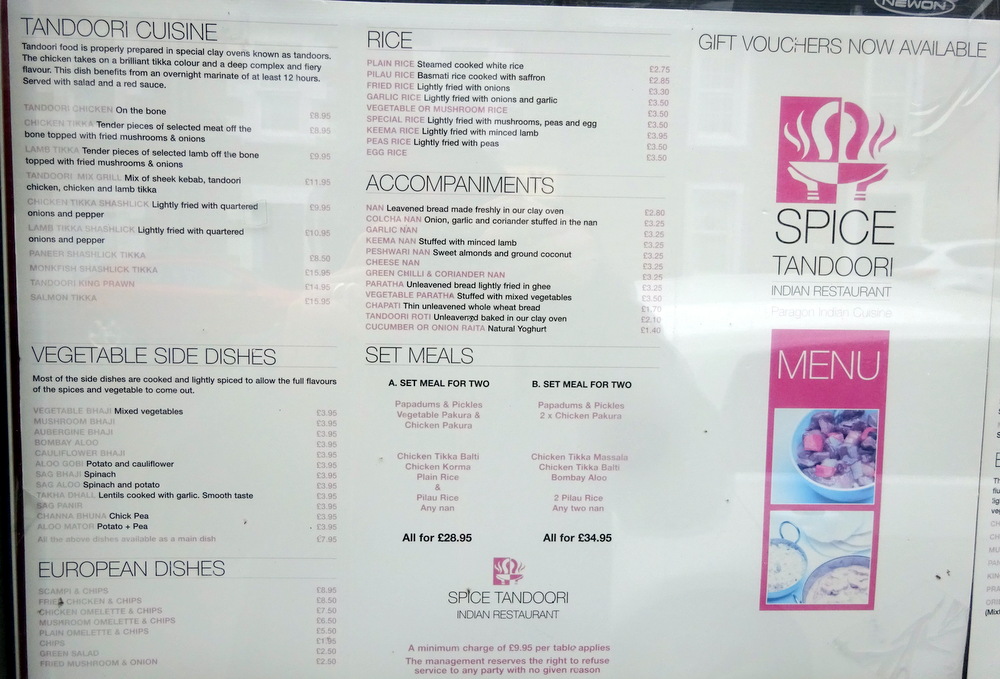 NEWON
TANDOORI CUISINE
Tandoori food is properly prepared in special clay ovens known as tandoors.
The chicken takes on a brilliant tikka colour and a deep complex and fiery
flavour. This dish benefits from an overnight marinate of at least 12 hours.
Served with salad and a red sauce.
TANDOORI CHICKEN On the bone £8.95
CHICKEN TIKKA Tender pieces of selected meat off the £8.95
bone topped with fried mushrooms & onions
LAMB TIKKA Tender pieces of selected lamb off the bone £9.95
topped with fried mushrooms & onions
TANDOORI MIX GRILL Mix of sheek kebab, tandoori £11.95
chicken, chicken and lamb tikka
CHICKEN TIKKA SHASHLICK Lightly fried with quartered £9.95
onions and pepper
LAMB TIKKA SHASHLICK Lightly fried with quartered £10.95
onions and pepper
PANEER SHASHLICK TIKKA £8.50
MONKFISH SHASHLICK TIKKA £15.95
TANDOORI KING PRAWN £14.95
SALMON TIKKA £15.95
VEGETABLE SIDE DISHES
Most of the side dishes are cooked and lightly spiced to allow the full flavours
of the spices and vegetable to come out.
VEGETABLE BHAJI Mixed vegetables £3.95
MUSHROOM BHAJI £3.95
AUBERGINE BHAJI £3.95
BOMBAY ALOO £3.95
CAULIFLOWER BHAJI £3.95
ALOO GOBI Potato and cauliflower £3.95
SAG BHAJI Spinach £3.95
SAG ALOO Spinach and potato £3.95
TAKHA DHALL Lentils cooked with garlic. Smooth taste £3.95
SAG PANIR £3.95
CHANNA BHUNA Chick Pea £3.95
ALOO MATOR Potato + Pea £3.95
All the above dishes available as a main dish £7.95
EUROPEAN DISHES
SCAMPI & CHIPS £6.95
FRIED CHICKEN & CHIPS £8.50
CHICKEN OMELETTE & CHIPS £7.50
MUSHROOM OMELETTE & CHIPS £6.50
PLAIN OMELETTE & CHIPS £5.50
CHIPS £1.95
GREEN SALAD £2.50
FRIED MUSHROOM & ONION £2.50
RICE
PLAIN RICE Steamed cooked white rice £2.75
PILAU RICE Basmati rice cooked with saffron £2.85
FRIED RICE Lightly fried with onions £3.30
GARLIC RICE Lightly fried with onions and garlic £3.50
VEGETABLE OR MUSHROOM RICE £3.50
SPECIAL RICE Lightly fried with mushrooms, peas and egg £3.50
KEEMA RICE Lightly fried with minced lamb £3.95
PEAS RICE Lightly fried with peas £3.50
EGG RICE £3.50
ACCOMPANIMENTS
NAN Leavened bread made freshly in our clay oven £2.80
COLCHA NAN Onion, garlic and coriander stuffed in the nan £3.25
GARLIC NAN £3.25
KEEMA NAN Stuffed with minced lamb £3.25
PESHWARI NAN Sweet almonds and ground coconut £3.25
CHEESE NAN £3.25
GREEN CHILLI & CORIANDER NAN £3.25
PARATHA Unleavened bread lightly fried in ghee £3.25
VEGETABLE PARATHA Stuffed with mixed vegetables £3.50
CHAPATI Thin unleavened whole wheat bread £1.70
TANDOORI ROTI Unleavened baked in our clay oven £2.10
CUCUMBER OR ONION RAITA Natural Yoghurt £1.40
SET MEALS
A. SET MEAL FOR TWO
Papadums & Pickles
Vegetable Pakura &
Chicken Pakura
Chicken Tikka Balti
Chicken Korma
Plain Rice
&
Pilau Rice
Any nan
All for £28.95
B. SET MEAL FOR TWO
Papadums & Pickles
2 x Chicken Pakura
Chicken Tikka Massala
Chicken Tikka Balti
Bombay Aloo
2 Pilau Rice
Any two nan
All for £34.95
SPICE TANDOORI
INDIAN RESTAURANT
A minimum charge of £9.95 per table applies
The management reserves the right to refuse
service to any party with no given reason
GIFT VOUCHERS NOW AVAILABLE
SPICE
TANDOORI
INDIAN RESTAURANT
Paragon Indian Cuisine
MENU